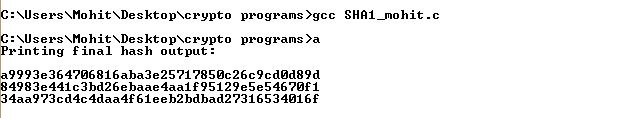 C:\Users\Mohit\Desktop\crypto programs>gcc SHA1_mohit.c
C:\Users\Mohit\Desktop\crypto programs>a
Printing final hash output:
a9993e364706816aba3e25717850c26c9cd0d89d
84983e441c3bd26ebaae4aa1f95129e5e54670f1
34aa973cd4c4daa4f61eeb2bdbad27316534016f